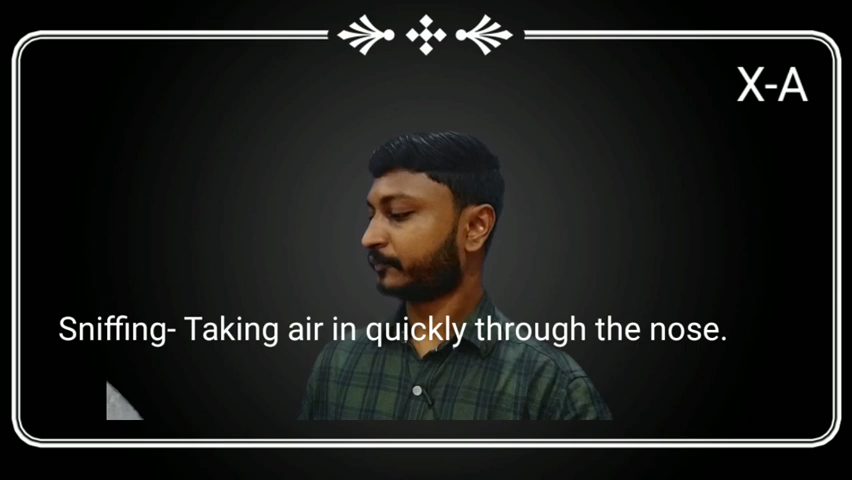 X-A
Sniffing- Taking air in quickly through the nose.